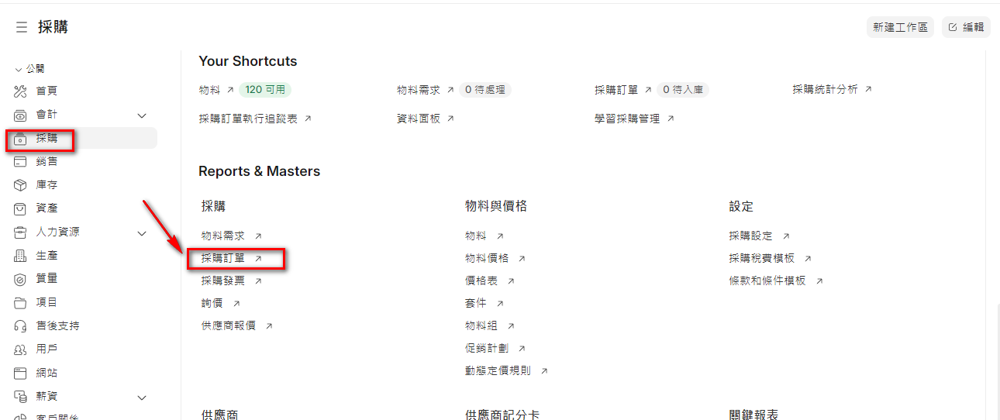 採購
新建工作區
編輯
公開
首頁
會計
採購
銷售
庫存
資產
人力資源
生產
質量
項目
售後支持
用戶
網站
薪資
客戶關係
Your Shortcuts
物料 120 可用
物料需求 0 待處理
採購訂單 0 待入庫
採購統計分析
採購訂單執行追蹤表
資料面板
學習採購管理
Reports & Masters
採購
物料需求
採購訂單
採購發票
詢價
供應商報價
物料與價格
物料
物料價格
價格表
套件
物料組
促銷計劃
動態定價規則
設定
採購設定
採購稅費模板
條款和條件模板
供應商
供應商記分卡
關鍵報表